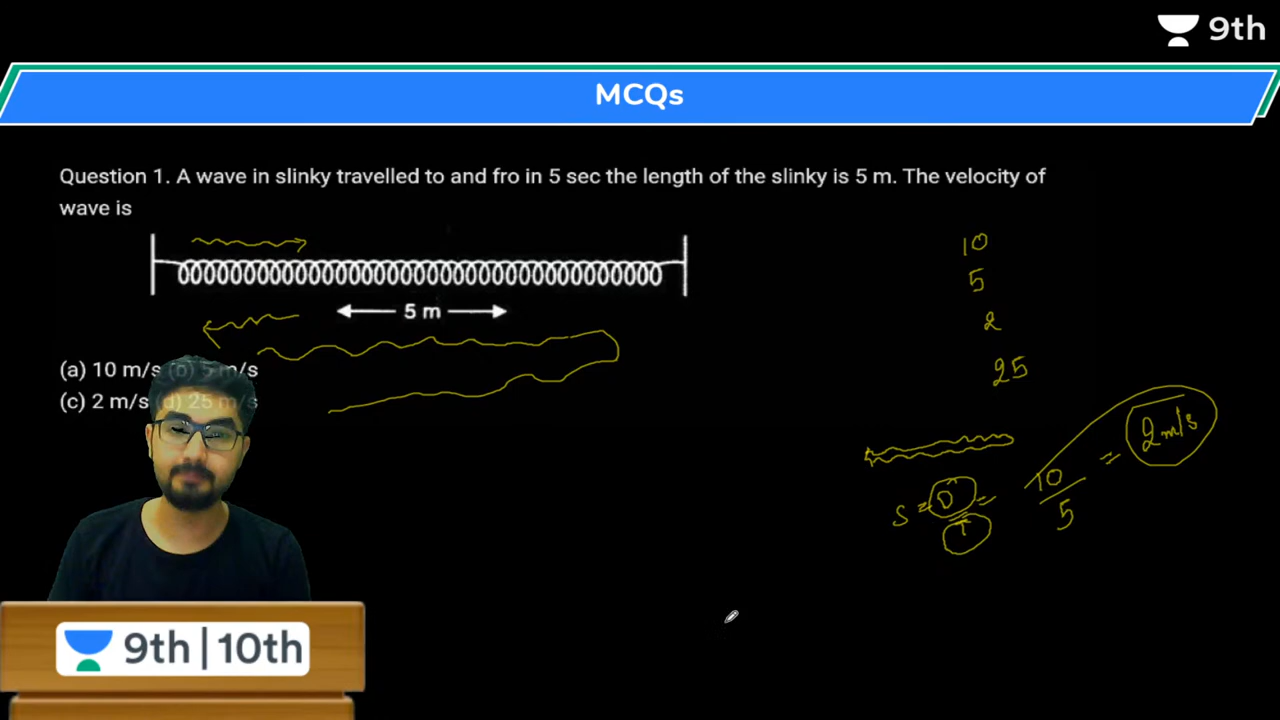 9th
MCQs
Question 1. A wave in slinky travelled to and fro in 5 sec the length of the slinky is 5 m. The velocity of
wave is
5 m
(a) 10 m/s (b) 5 m/s
(c) 2 m/s (d) 25 m/s
10
5
2
25
S = D/T = 10/5 = 2 m/s
9th | 10th